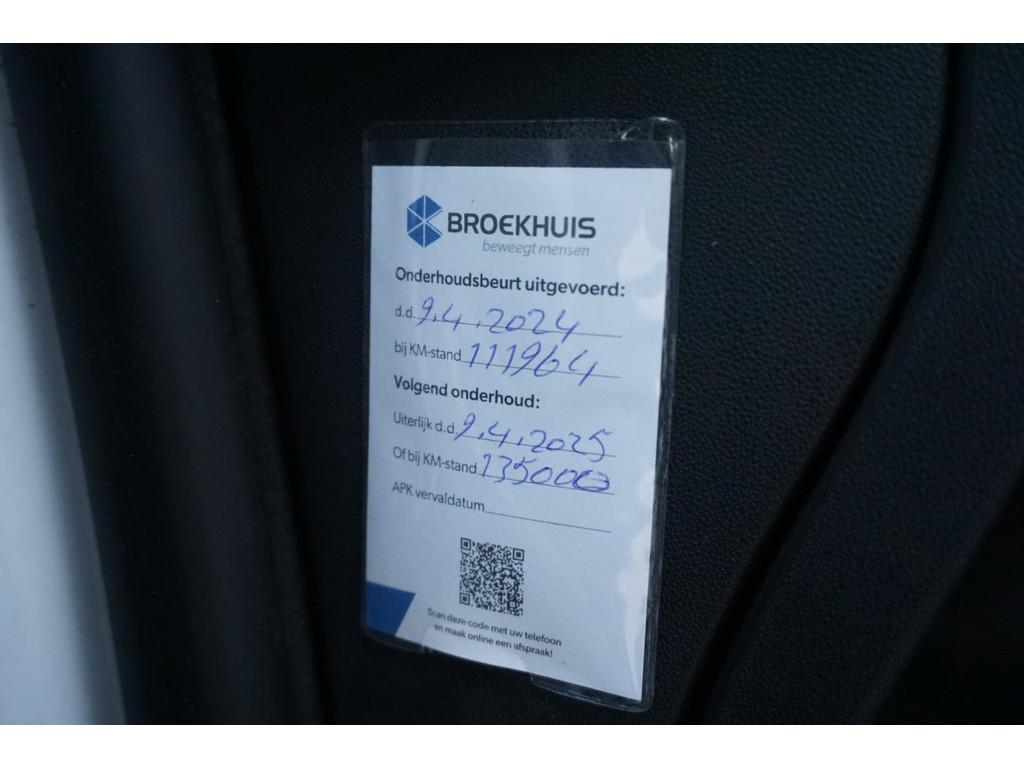 BROEKHUIS
beweegt mensen
Onderhoudsbeurt uitgevoerd:
d.d. 9.4.2024
bij KM-stand 111964
Volgend onderhoud:
Uiterlijk d.d. 9.4.2025
Of bij KM-stand 135000
APK vervaldatum
Scan deze code met uw telefoon
en maak online een afspraak!